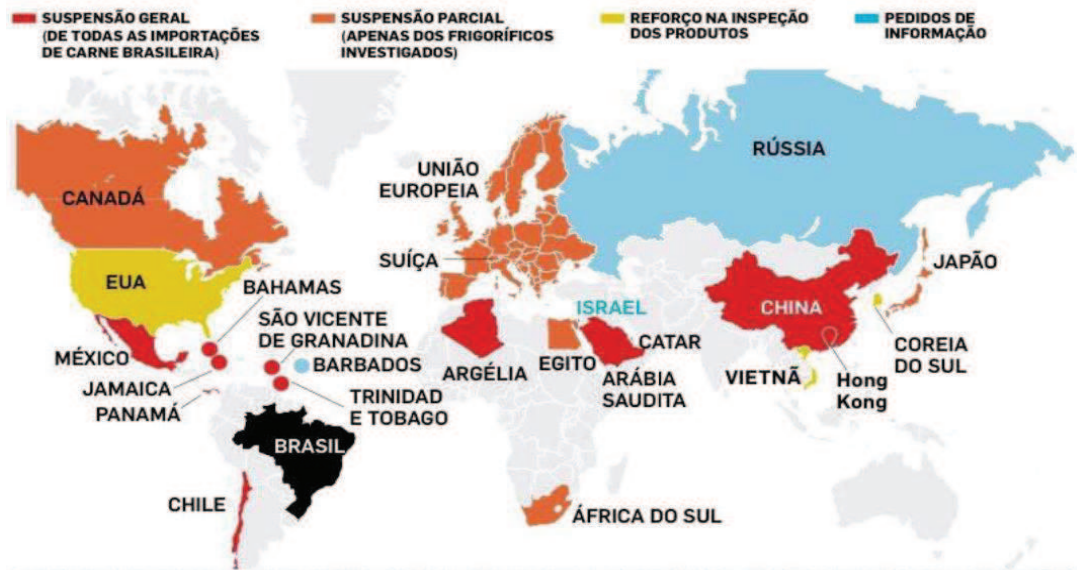 SUSPENSÃO GERAL
(DE TODAS AS IMPORTAÇÕES
DE CARNE BRASILEIRA)
SUSPENSÃO PARCIAL
(APENAS DOS FRIGORÍFICOS
INVESTIGADOS)
REFORÇO NA INSPEÇÃO
DOS PRODUTOS
PEDIDOS DE
INFORMAÇÃO
RÚSSIA
UNIÃO
EUROPEIA
CANADÁ
SUÍÇA
JAPÃO
EUA
BAHAMAS
ISRAEL
CHINA
SÃO VICENTE
DE GRANADINA
CATAR
COREIA
DO SUL
MÉXICO
BARBADOS
ARGÉLIA
EGITO
ARÁBIA
SAUDITA
VIETNÃ
Hong
Kong
JAMAICA
PANAMÁ
TRINIDAD
E TOBAGO
BRASIL
CHILE
ÁFRICA DO SUL